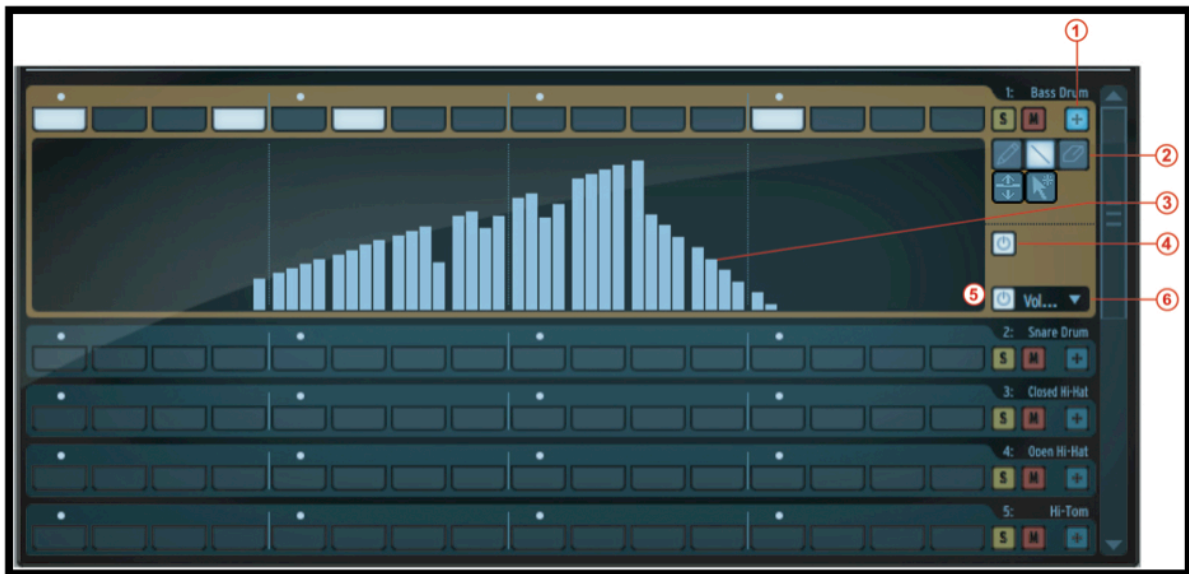 1
1: Bass Drum
S M +
2
3
4
5 Vol... 6
2: Snare Drum
S M +
3: Closed Hi-Hat
S M +
4: Open Hi-Hat
S M +
5: Hi-Tom
S M +